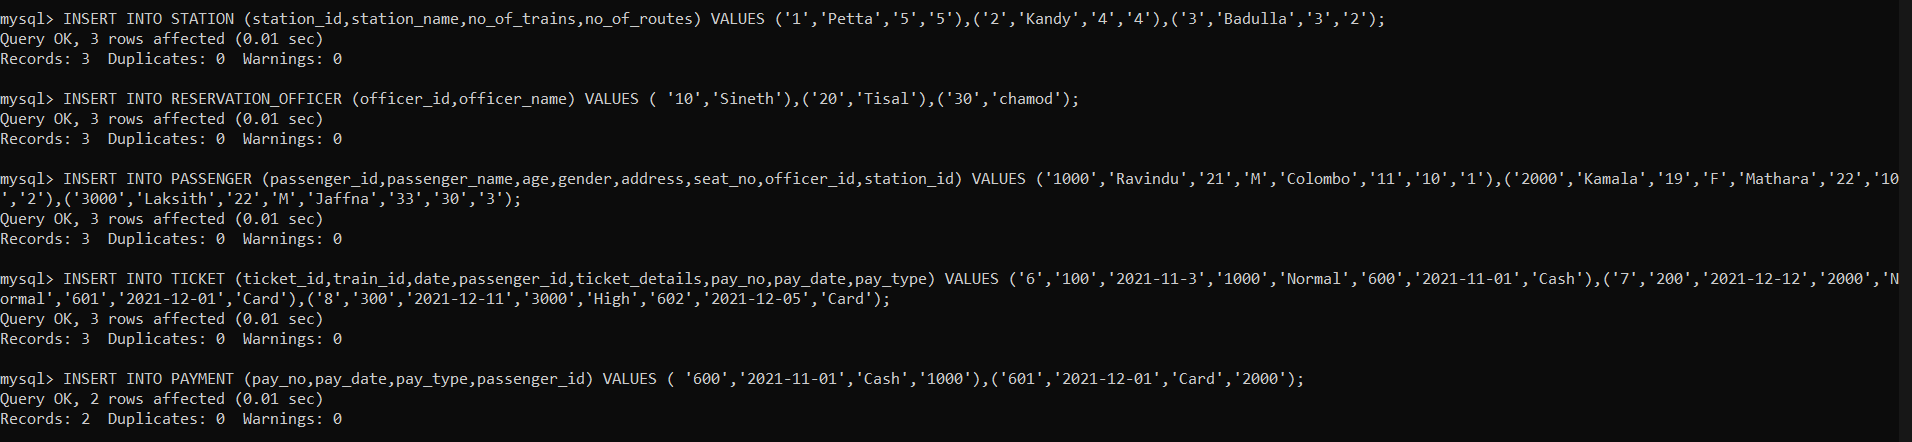 mysql> INSERT INTO STATION (station_id,station_name,no_of_trains,no_of_routes) VALUES ('1','Petta','5','5'),('2','Kandy','4','4'),('3','Badulla','3','2');
Query OK, 3 rows affected (0.01 sec)
Records: 3  Duplicates: 0  Warnings: 0

mysql> INSERT INTO RESERVATION_OFFICER (officer_id,officer_name) VALUES ( '10','Sineth'),('20','Tisal'),('30','chamod');
Query OK, 3 rows affected (0.01 sec)
Records: 3  Duplicates: 0  Warnings: 0

mysql> INSERT INTO PASSENGER (passenger_id,passenger_name,age,gender,address,seat_no,officer_id,station_id) VALUES ('1000','Ravindu','21','M','Colombo','11','10','1'),('2000','Kamala','19','F','Mathara','22','10
','2'),('3000','Laksith','22','M','Jaffna','33','30','3');
Query OK, 3 rows affected (0.01 sec)
Records: 3  Duplicates: 0  Warnings: 0

mysql> INSERT INTO TICKET (ticket_id,train_id,date,passenger_id,ticket_details,pay_no,pay_date,pay_type) VALUES ('6','100','2021-11-3','1000','Normal','600','2021-11-01','Cash'),('7','200','2021-12-12','2000','N
ormal','601','2021-12-01','Card'),('8','300','2021-12-11','3000','High','602','2021-12-05','Card');
Query OK, 3 rows affected (0.01 sec)
Records: 3  Duplicates: 0  Warnings: 0

mysql> INSERT INTO PAYMENT (pay_no,pay_date,pay_type,passenger_id) VALUES ( '600','2021-11-01','Cash','1000'),('601','2021-12-01','Card','2000');
Query OK, 2 rows affected (0.01 sec)
Records: 2  Duplicates: 0  Warnings: 0